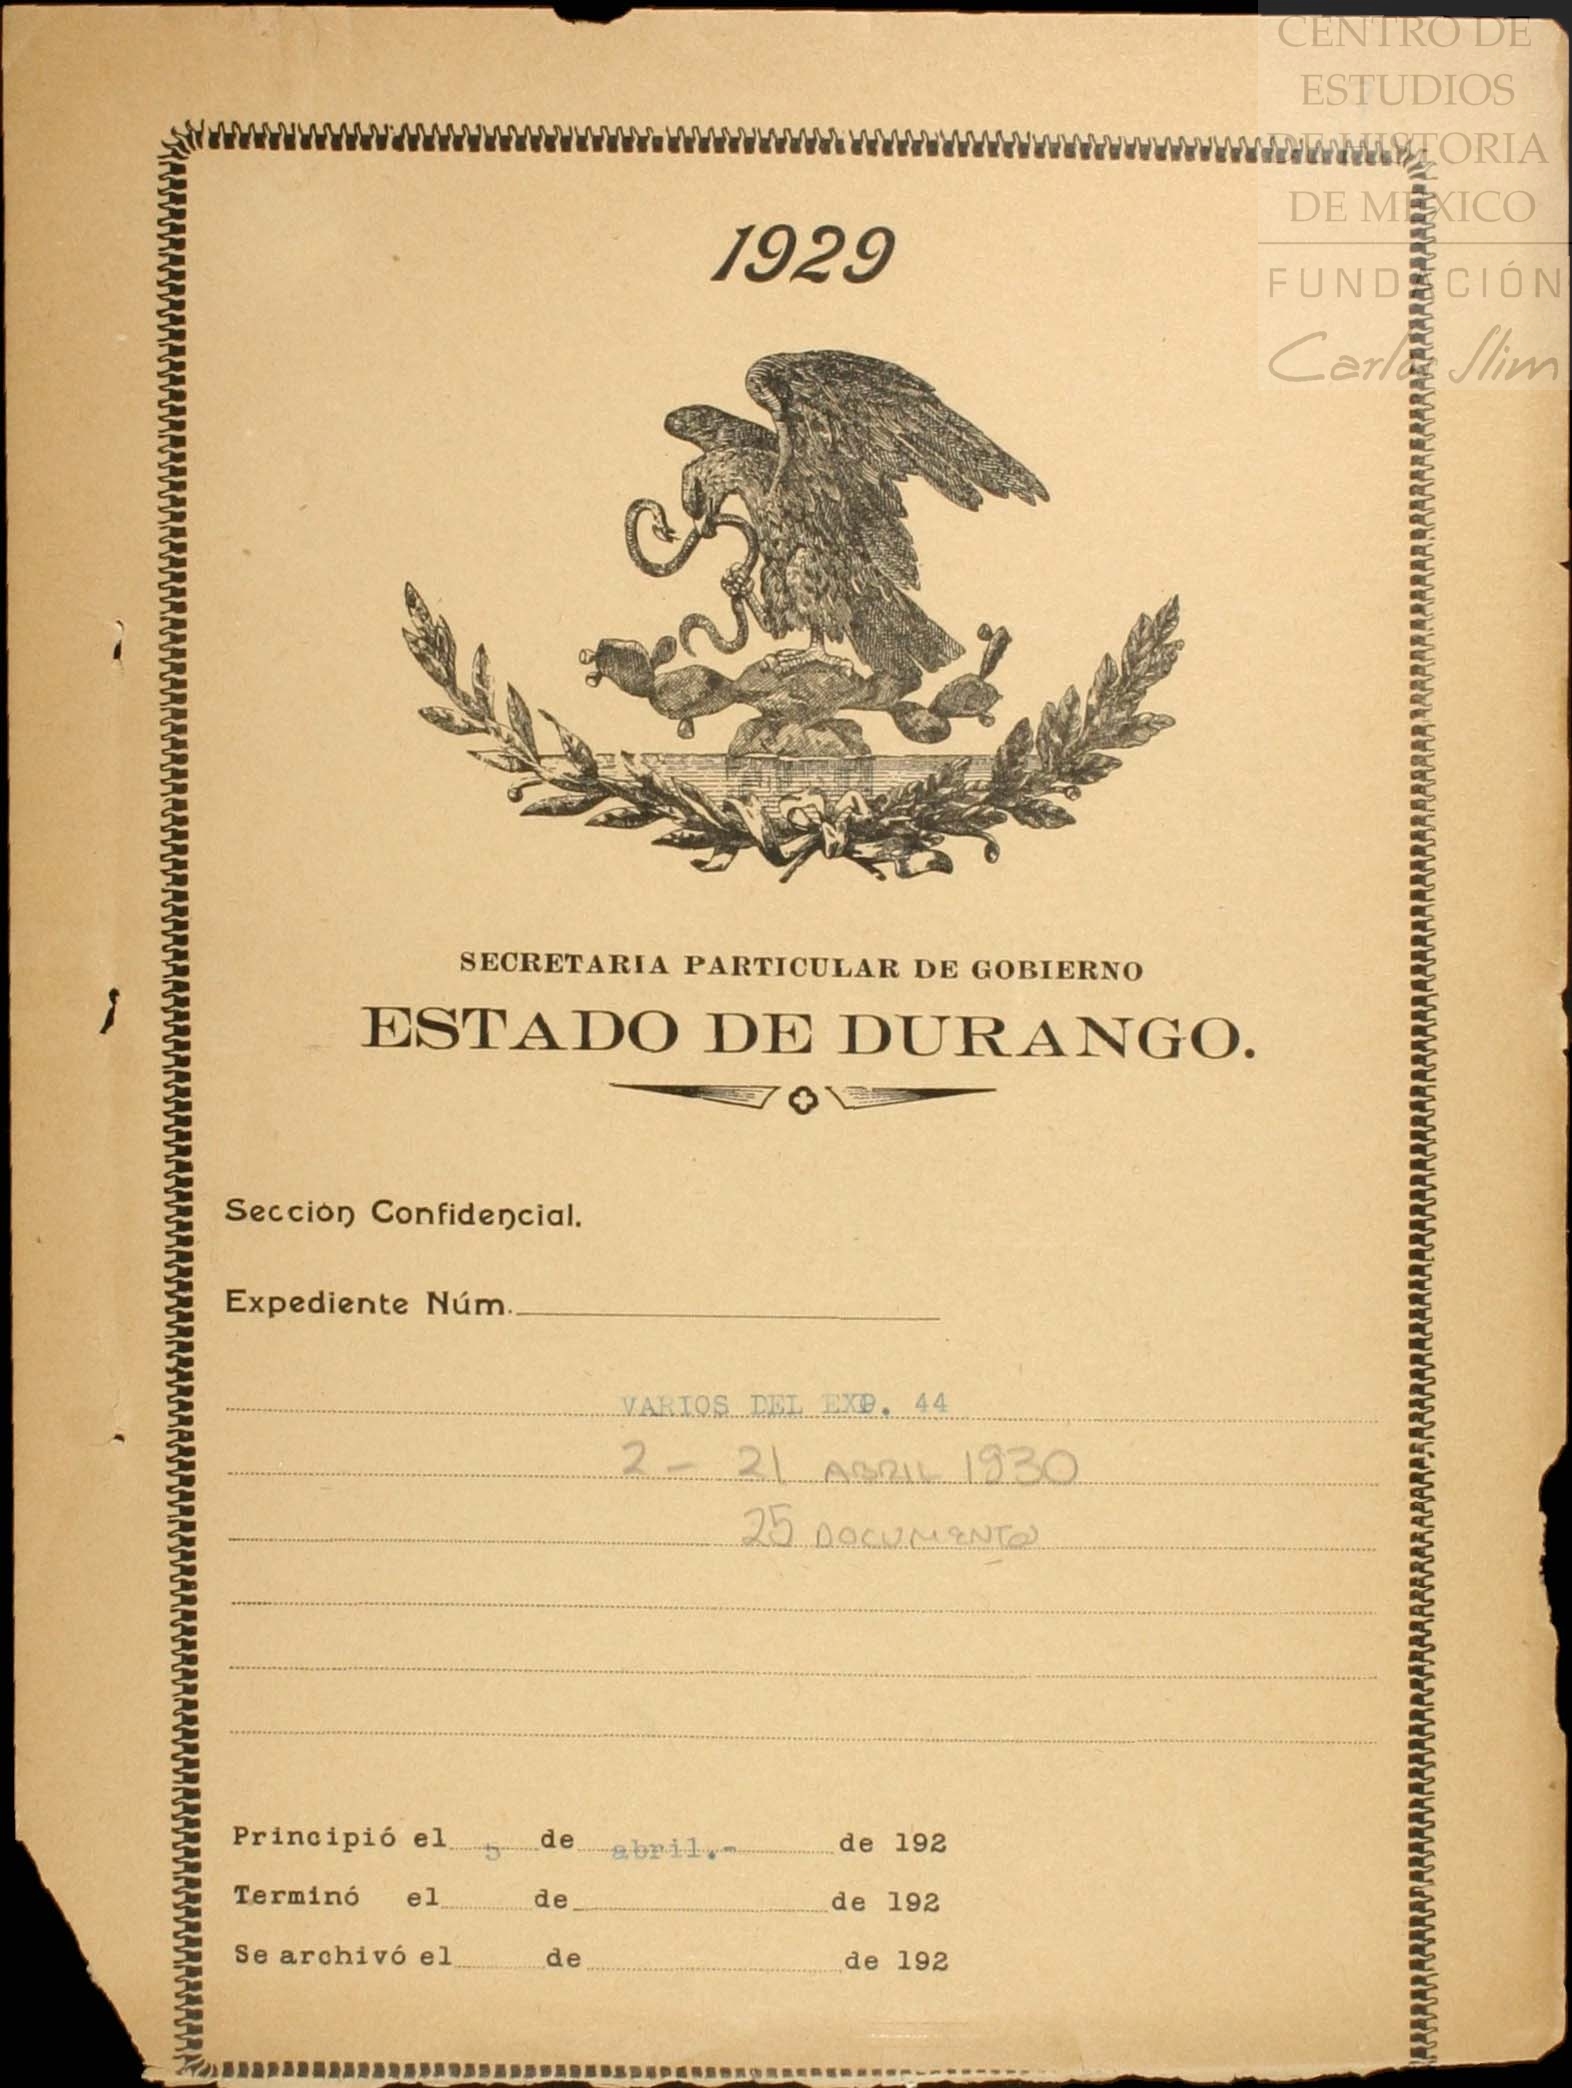 CENTRO DE
ESTUDIOS
DE HISTORIA
DE MÉXICO
FUNDACIÓN
Carlos Slim
1929
SECRETARIA PARTICULAR DE GOBIERNO
ESTADO DE DURANGO.
Sección Confidencial.
Expediente Núm.
VARIOS DEL EXP. 44
2 - 21 ABRIL 1930
25 DOCUMENTOS
Principió el 5 de abril.- de 192
Terminó el de de 192
Se archivó el de de 192